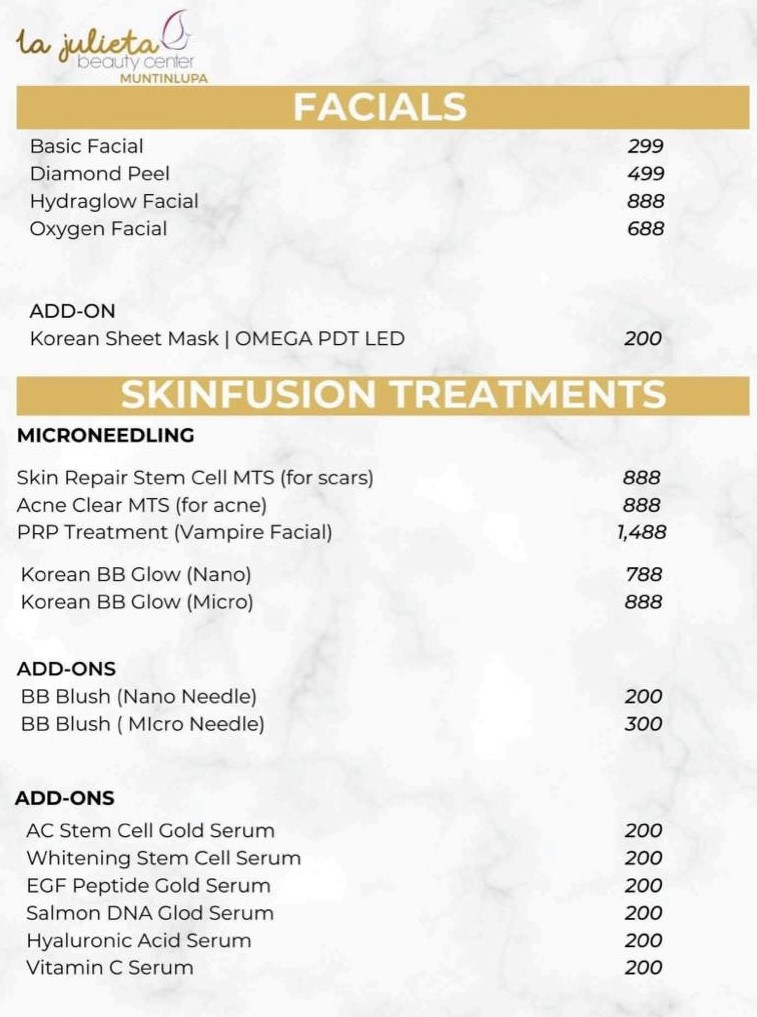 la julieta
beauty center
MUNTINLUPA
FACIALS
Basic Facial 299
Diamond Peel 499
Hydraglow Facial 888
Oxygen Facial 688
ADD-ON
Korean Sheet Mask | OMEGA PDT LED 200
SKINFUSION TREATMENTS
MICRONEEDLING
Skin Repair Stem Cell MTS (for scars) 888
Acne Clear MTS (for acne) 888
PRP Treatment (Vampire Facial) 1,488
Korean BB Glow (Nano) 788
Korean BB Glow (Micro) 888
ADD-ONS
BB Blush (Nano Needle) 200
BB Blush ( MIcro Needle) 300
ADD-ONS
AC Stem Cell Gold Serum 200
Whitening Stem Cell Serum 200
EGF Peptide Gold Serum 200
Salmon DNA Glod Serum 200
Hyaluronic Acid Serum 200
Vitamin C Serum 200